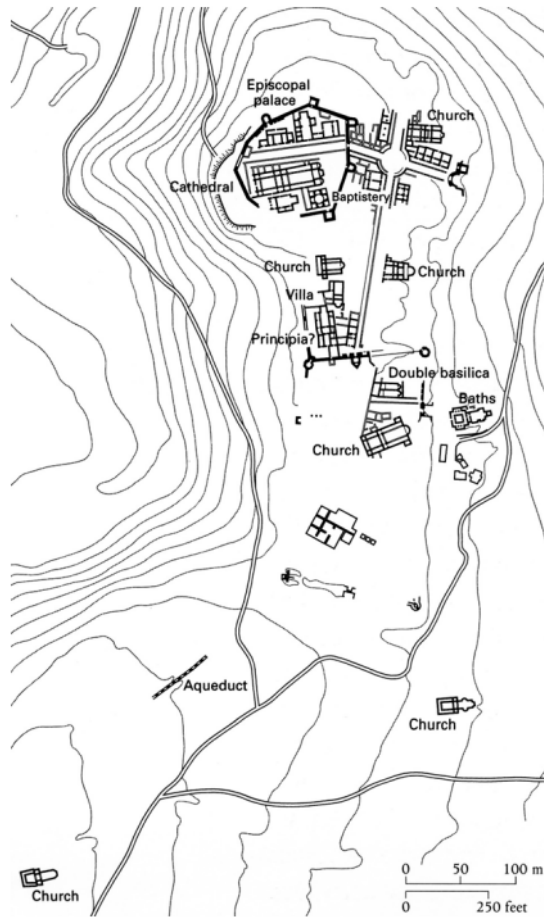 Episcopal
palace
Church
Cathedral
Baptistery
Church
Church
Villa
Principia?
Double basilica
Baths
Church
Aqueduct
Church
Church
0 50 100 m
0 250 feet